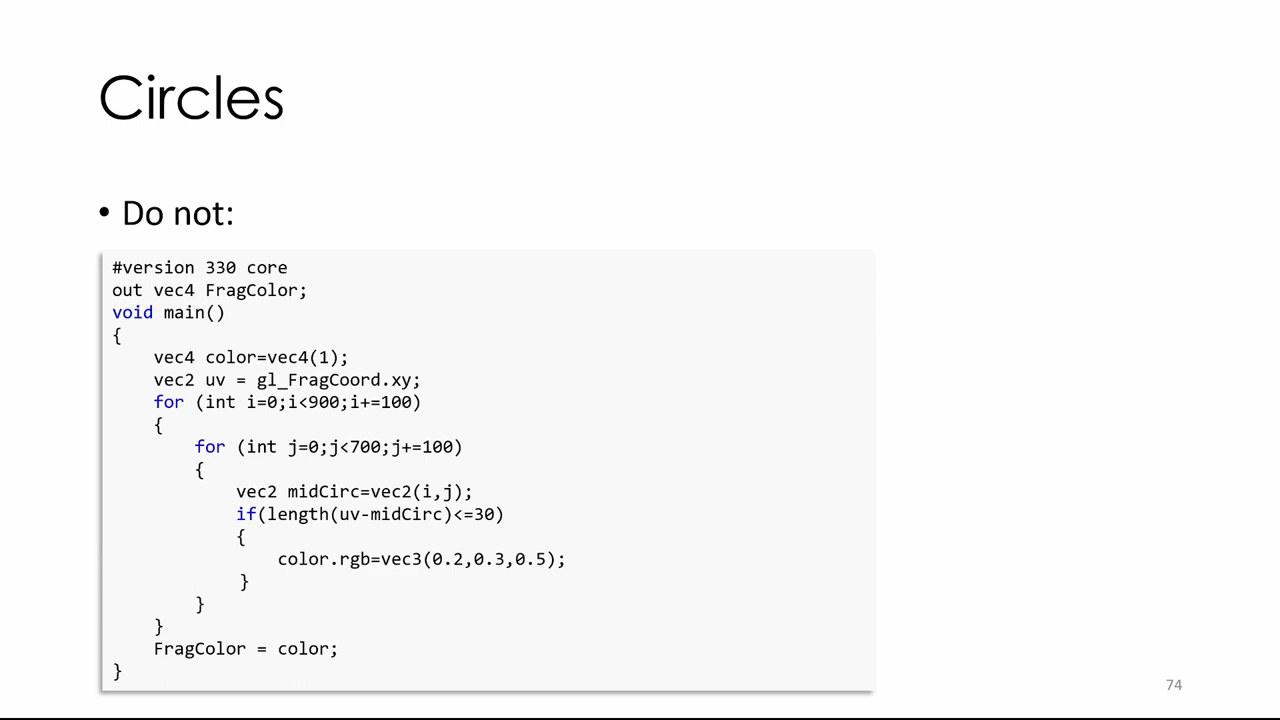 Circles
• Do not:
#version 330 core
out vec4 FragColor;
void main()
{
    vec4 color=vec4(1);
    vec2 uv = gl_FragCoord.xy;
    for (int i=0;i<900;i+=100)
    {
        for (int j=0;j<700;j+=100)
        {
            vec2 midCirc=vec2(i,j);
            if(length(uv-midCirc)<=30)
            {
                color.rgb=vec3(0.2,0.3,0.5);
            }
        }
    }
    FragColor = color;
}
74